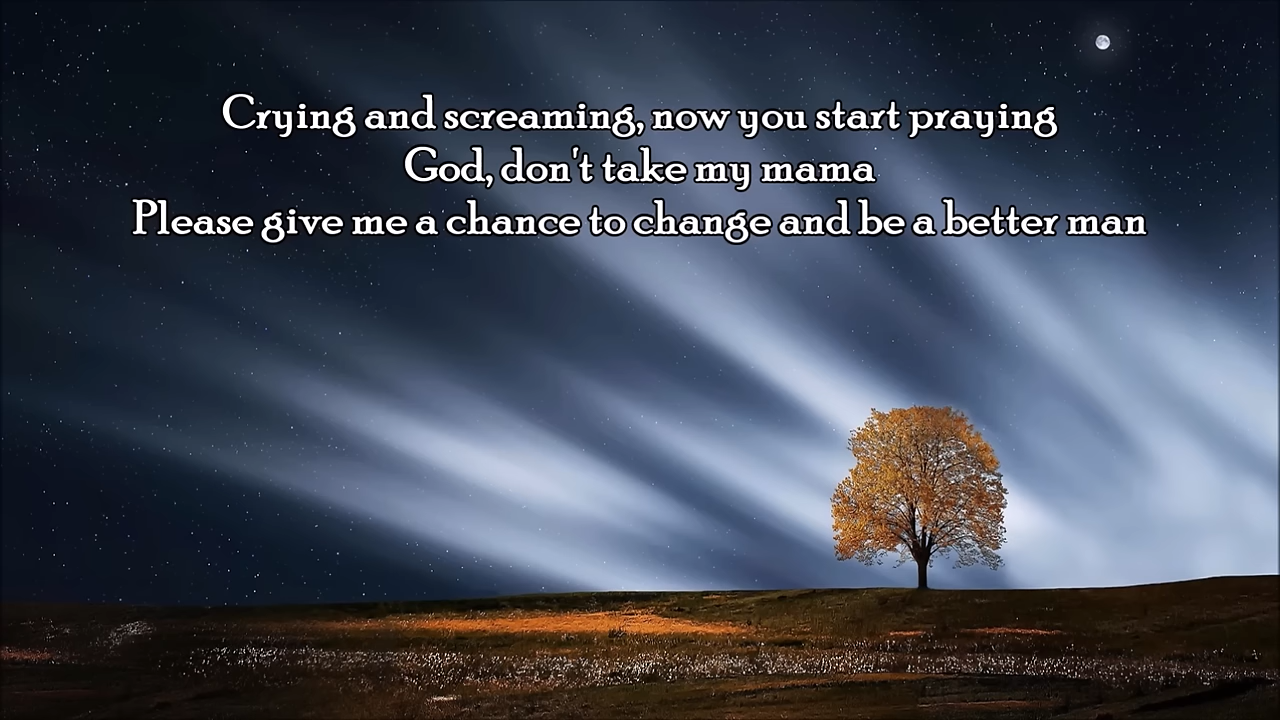 Crying and screaming, now you start praying
God, don't take my mama
Please give me a chance to change and be a better man